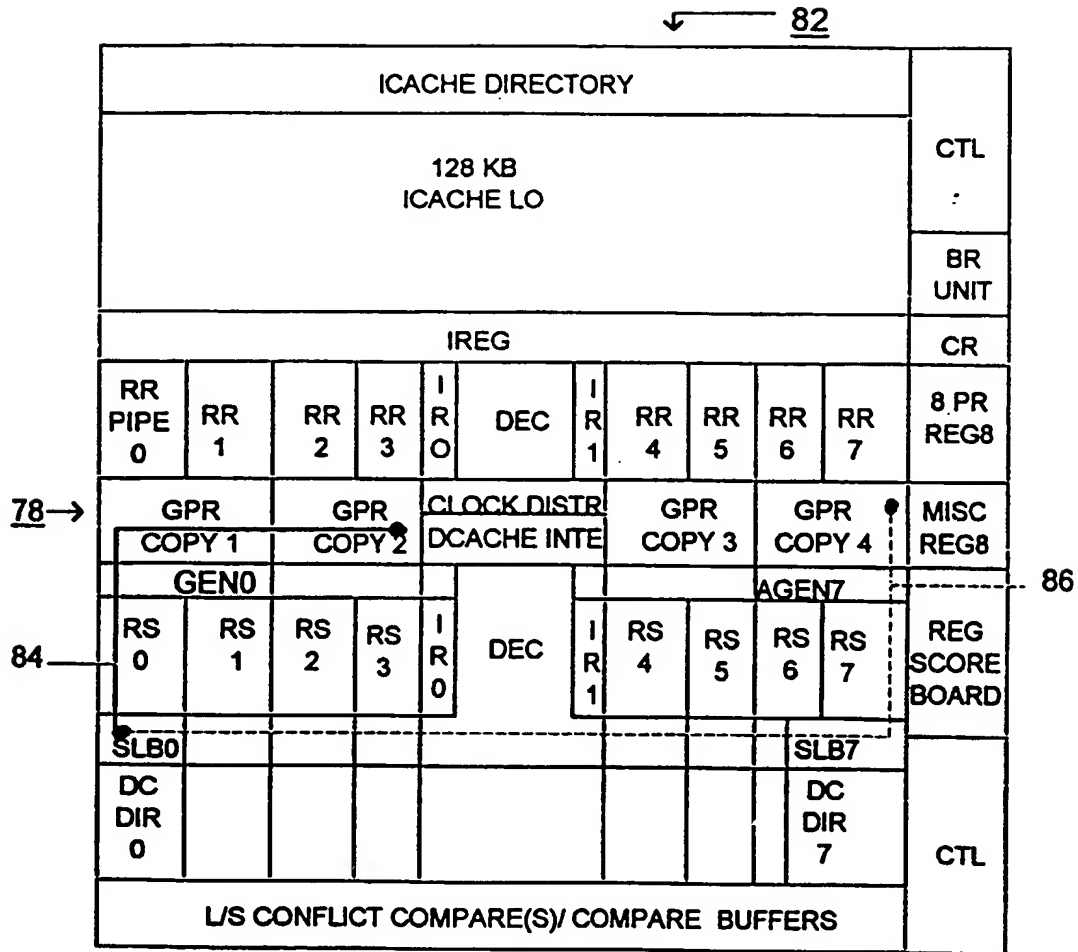 82
ICACHE DIRECTORY
CTL
128 KB
ICACHE LO
BR
UNIT
IREG
CR
RR
PIPE
0
RR
1
RR
2
RR
3
I
R
O
DEC
I
R
1
RR
4
RR
5
RR
6
RR
7
8 PR
REG8
78
GPR
COPY 1
GPR
COPY 2
CLOCK DISTR
DCACHE INTE
GPR
COPY 3
GPR
COPY 4
MISC
REG8
GEN0
AGEN7
86
84
RS
0
RS
1
RS
2
RS
3
I
R
0
DEC
I
R
1
RS
4
RS
5
RS
6
RS
7
REG
SCORE
BOARD
SLB0
SLB7
DC
DIR
0
DC
DIR
7
CTL
L/S CONFLICT COMPARE(S)/ COMPARE BUFFERS